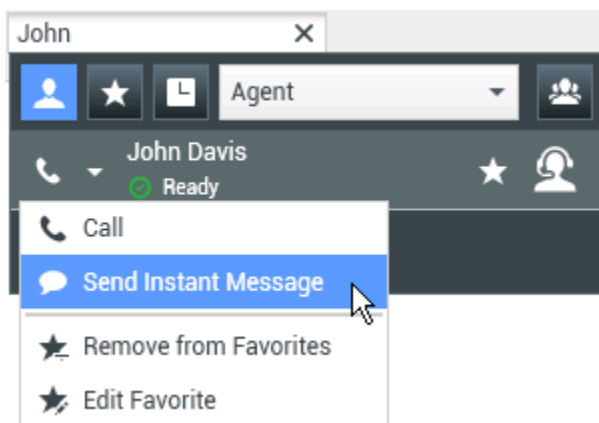 John
Agent
John Davis
Ready
Call
Send Instant Message
Remove from Favorites
Edit Favorite